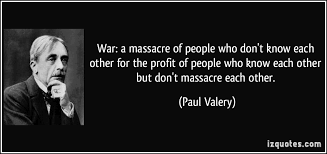 War: a massacre of people who don't know each
other for the profit of people who know each other
but don't massacre each other.
(Paul Valery)
izquotes.com